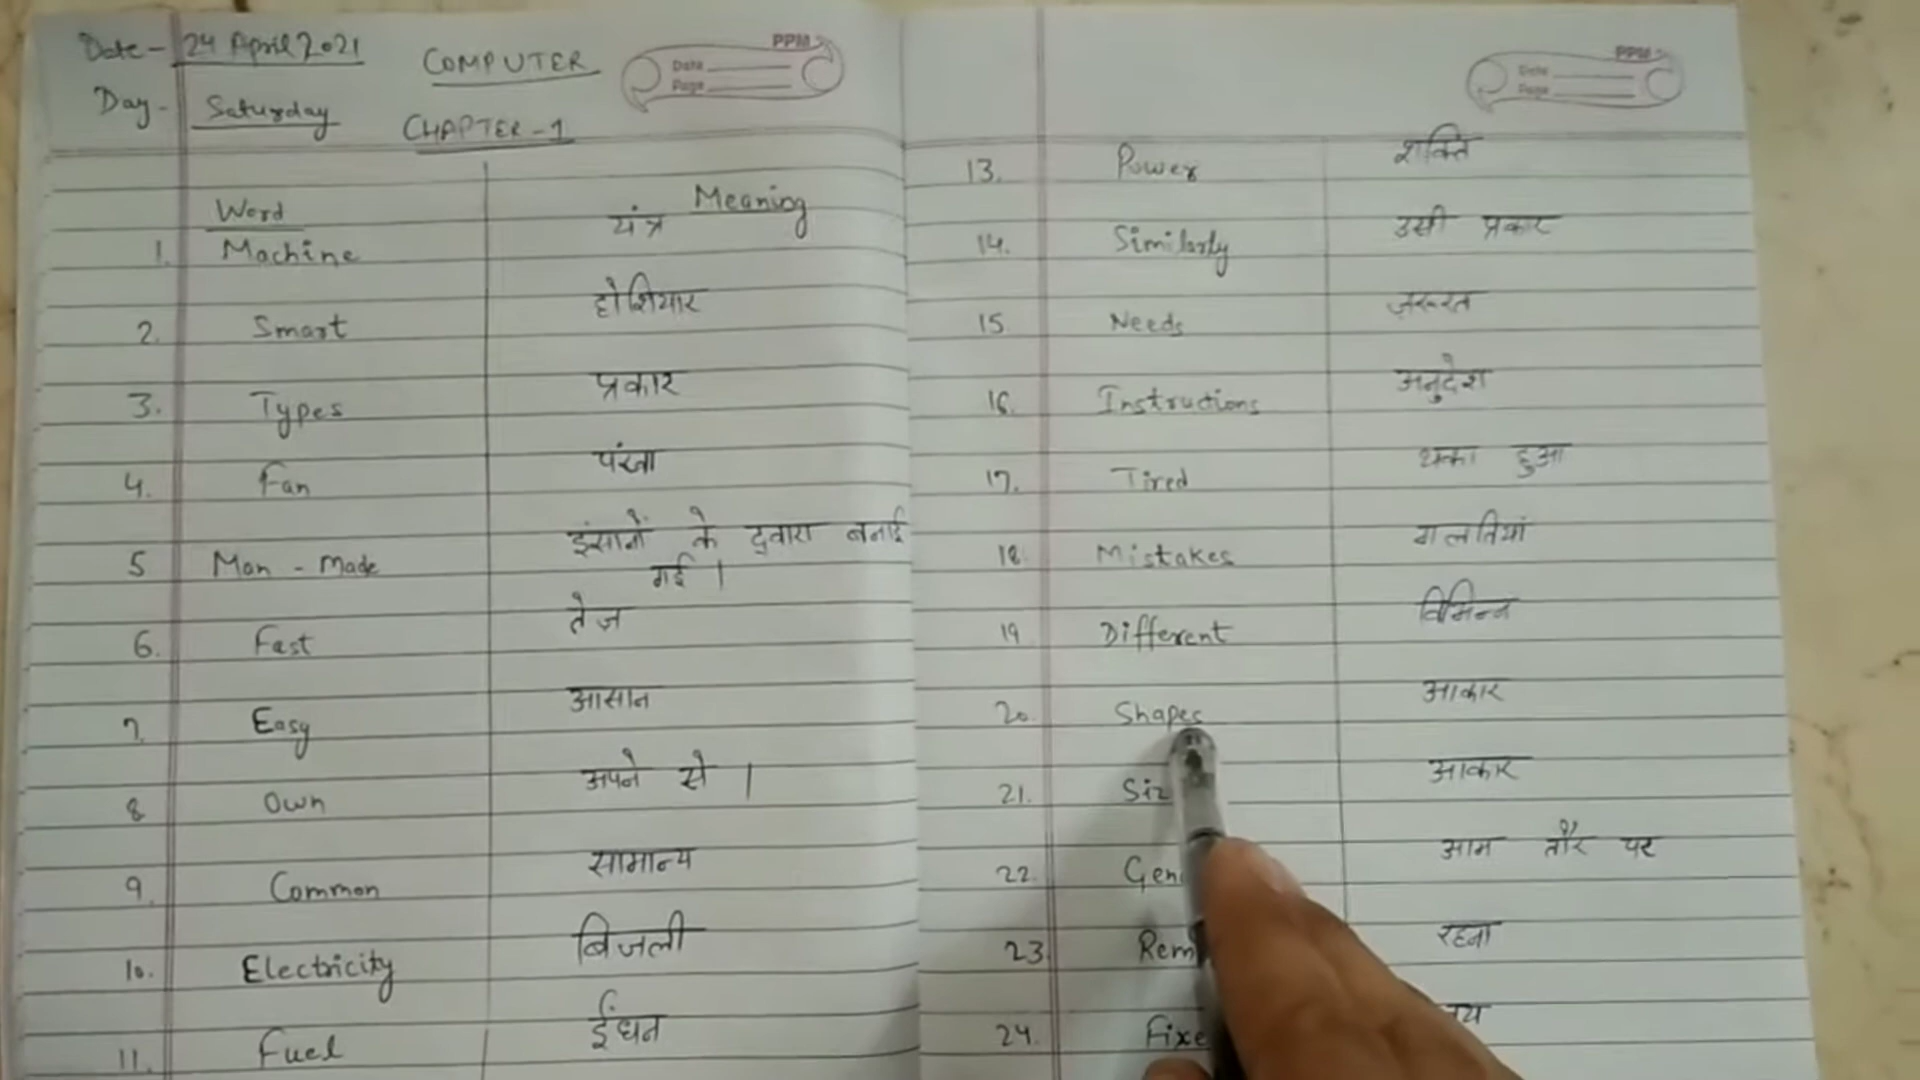 Date - 24 April 2021
COMPUTER
PPM
Date
Page
Day - Saturday
CHAPTER - 1
Word Meaning
1. Machine यंत्र
2. Smart होशियार
3. Types प्रकार
4. Fan पंखा
5 Man - Made इंसानों के द्वारा बनाई
गई ।
6. Fast तेज
7. Easy आसान
8 Own अपने से ।
9. Common सामान्य
10. Electricity बिजली
11. Fuel ईंधन
PPM
Date
Page
13. Power शक्ति
14. Similarly उसी प्रकार
15 Needs ज़रूरत
16. Instructions अनुदेश
17. Tired थका हुआ
18. Mistakes गलतियां
19 Different विभिन्न
20. Shapes आकार
21. Siz आकार
22. Gen आम तौर पर
23. Rem रहना
24. Fixe